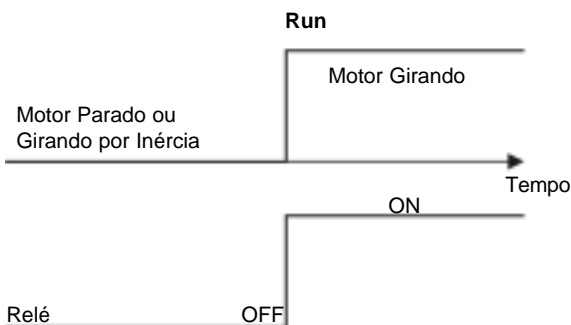 Run
Motor Girando
Motor Parado ou
Girando por Inércia
Tempo
ON
Relé
OFF